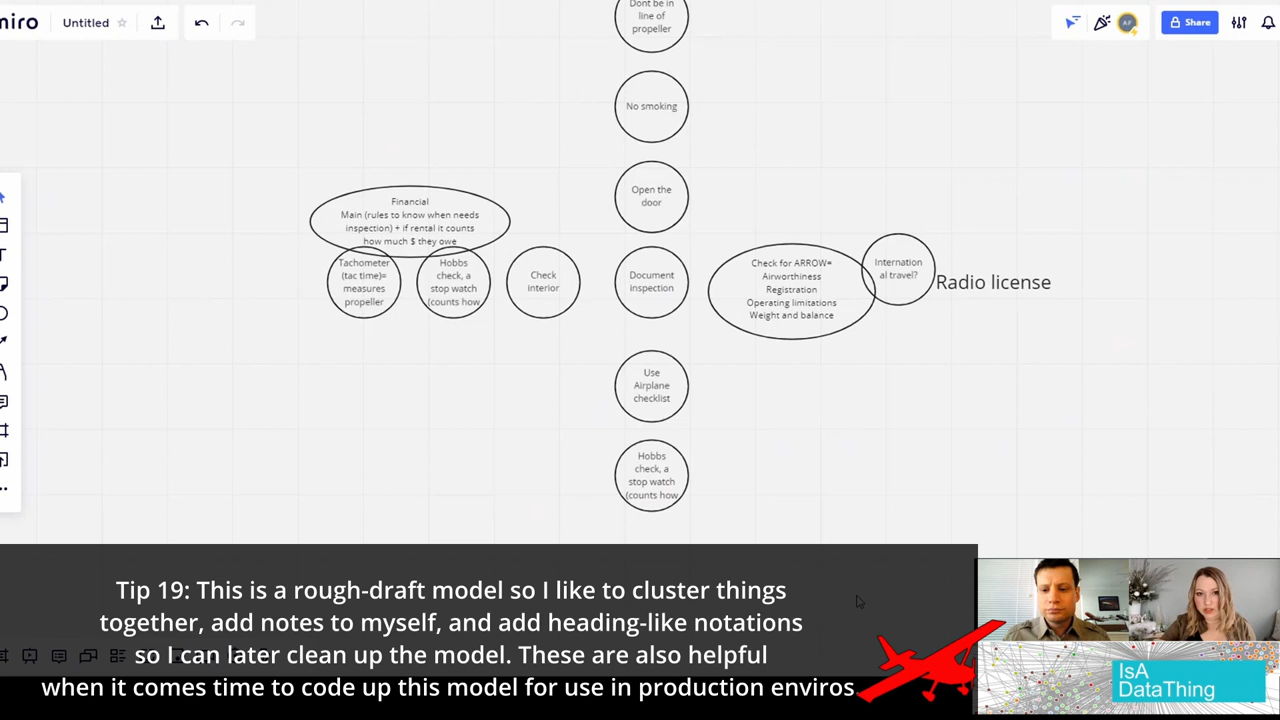 miro
Untitled
Share
AF
Dont be in
line of
propeller
No smoking
Open the
door
Financial
Main (rules to know when needs
inspection) + if rental it counts
how much $ they owe
Tachometer
(tac time)=
measures
propeller
Hobbs
check, a
stop watch
(counts how
Check
interior
Document
inspection
Check for ARROW=
Airworthiness
Registration
Operating limitations
Weight and balance
Internation
al travel?
Radio license
Use
Airplane
checklist
Hobbs
check, a
stop watch
(counts how
Tip 19: This is a rough-draft model so I like to cluster things
together, add notes to myself, and add heading-like notations
so I can later clean up the model. These are also helpful
when it comes time to code up this model for use in production enviros.
IsA
DataThing